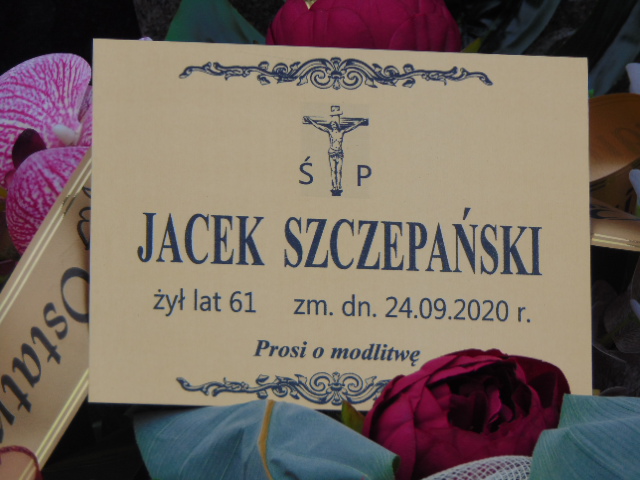 Ś P
JACEK SZCZEPAŃSKI
żył lat 61 zm. dn. 24.09.2020 r.
Prosi o modlitwę